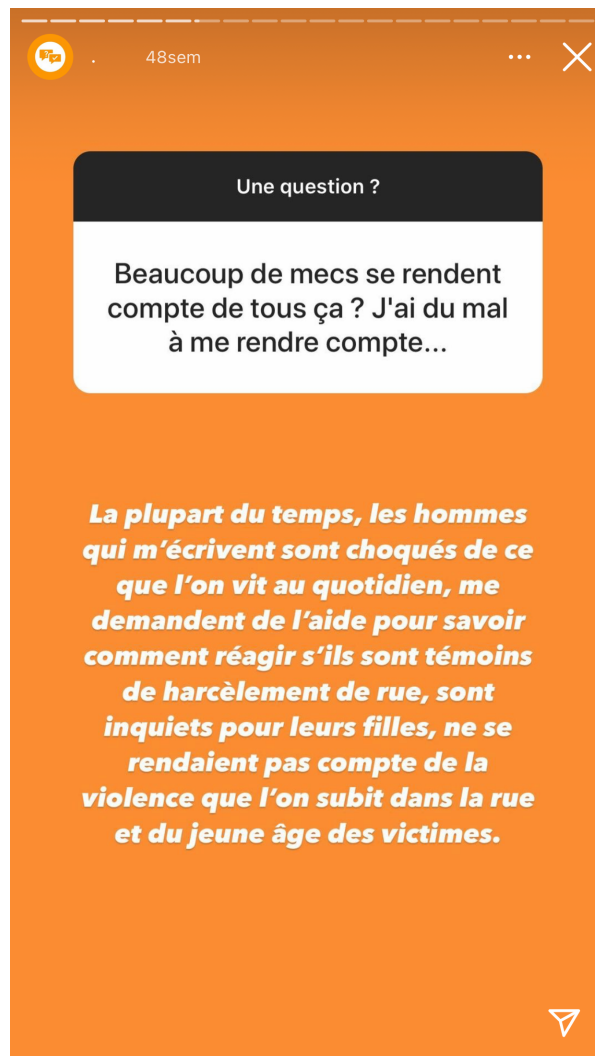 . 48sem
Une question ?
Beaucoup de mecs se rendent
compte de tous ça ? J'ai du mal
à me rendre compte...
La plupart du temps, les hommes
qui m'écrivent sont choqués de ce
que l'on vit au quotidien, me
demandent de l'aide pour savoir
comment réagir s'ils sont témoins
de harcèlement de rue, sont
inquiets pour leurs filles, ne se
rendaient pas compte de la
violence que l'on subit dans la rue
et du jeune âge des victimes.